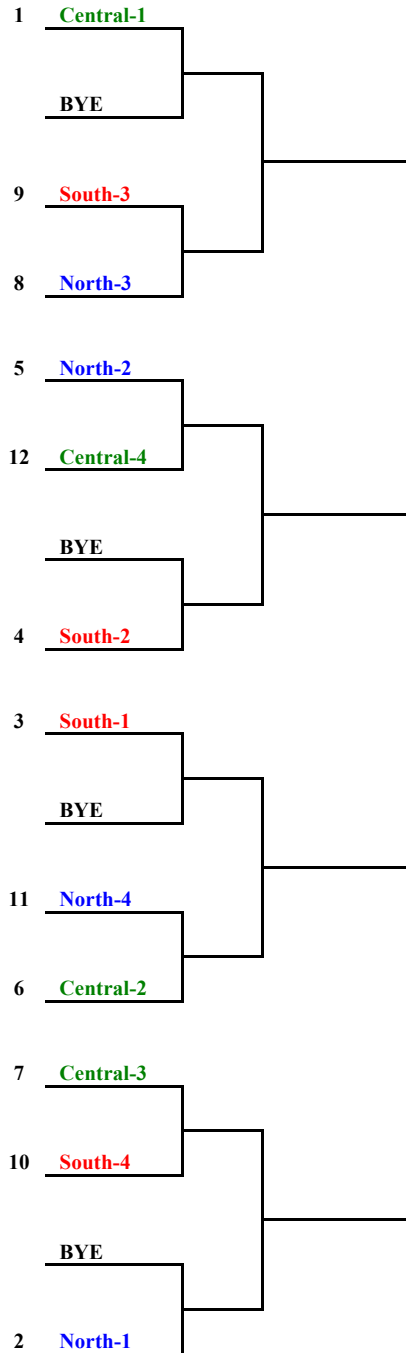 1 Central-1
BYE
9 South-3
8 North-3
5 North-2
12 Central-4
BYE
4 South-2
3 South-1
BYE
11 North-4
6 Central-2
7 Central-3
10 South-4
BYE
2 North-1